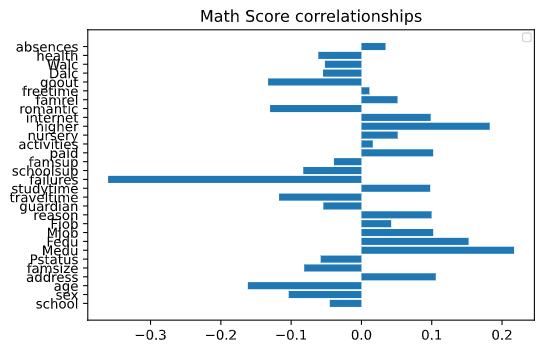 Math Score correlationships
absences
health
Walc
Dalc
goout
freetime
famrel
romantic
internet
higher
nursery
activities
paid
famsup
schoolsup
failures
studytime
traveltime
guardian
reason
Fjob
Mjob
Fedu
Medu
Pstatus
famsize
address
age
sex
school
−0.3 −0.2 −0.1 0.0 0.1 0.2